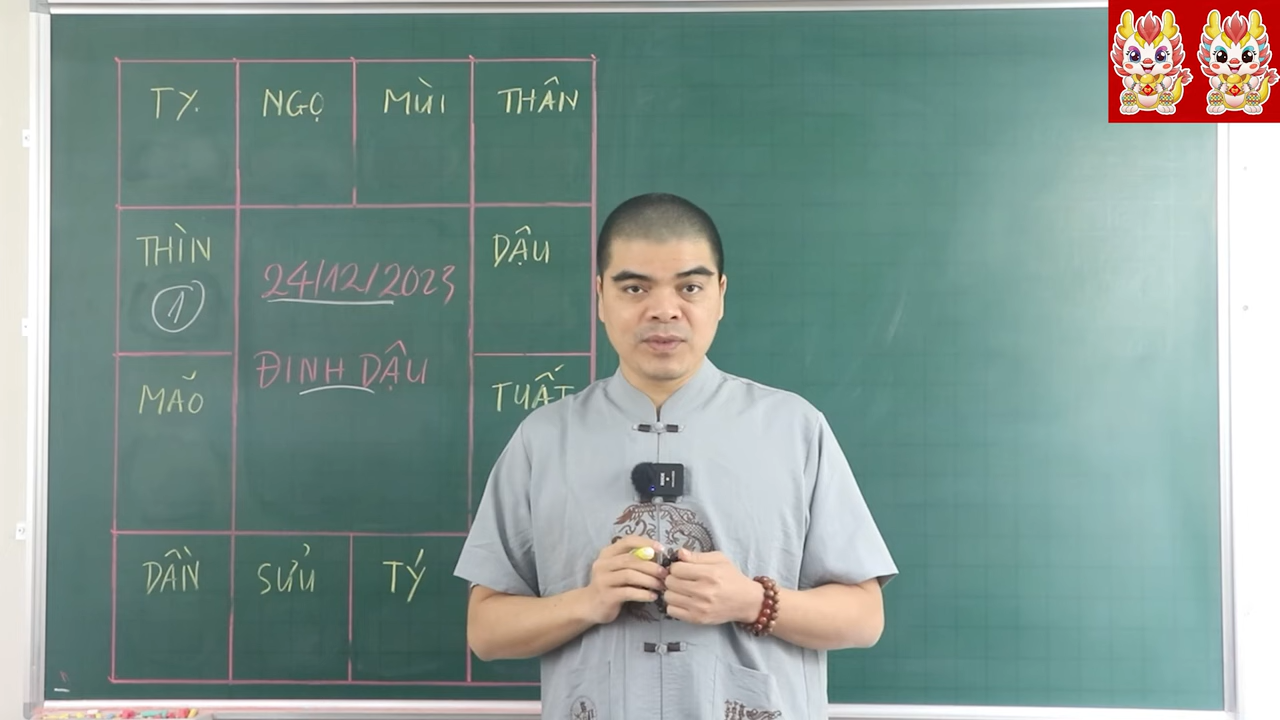 TỴ.
NGỌ
MÙI
THÂN
THÌN
1
24/12/2023
DẬU
ĐINH DẬU
MÃO
TUẤT
DẦN
SỬU
TÝ